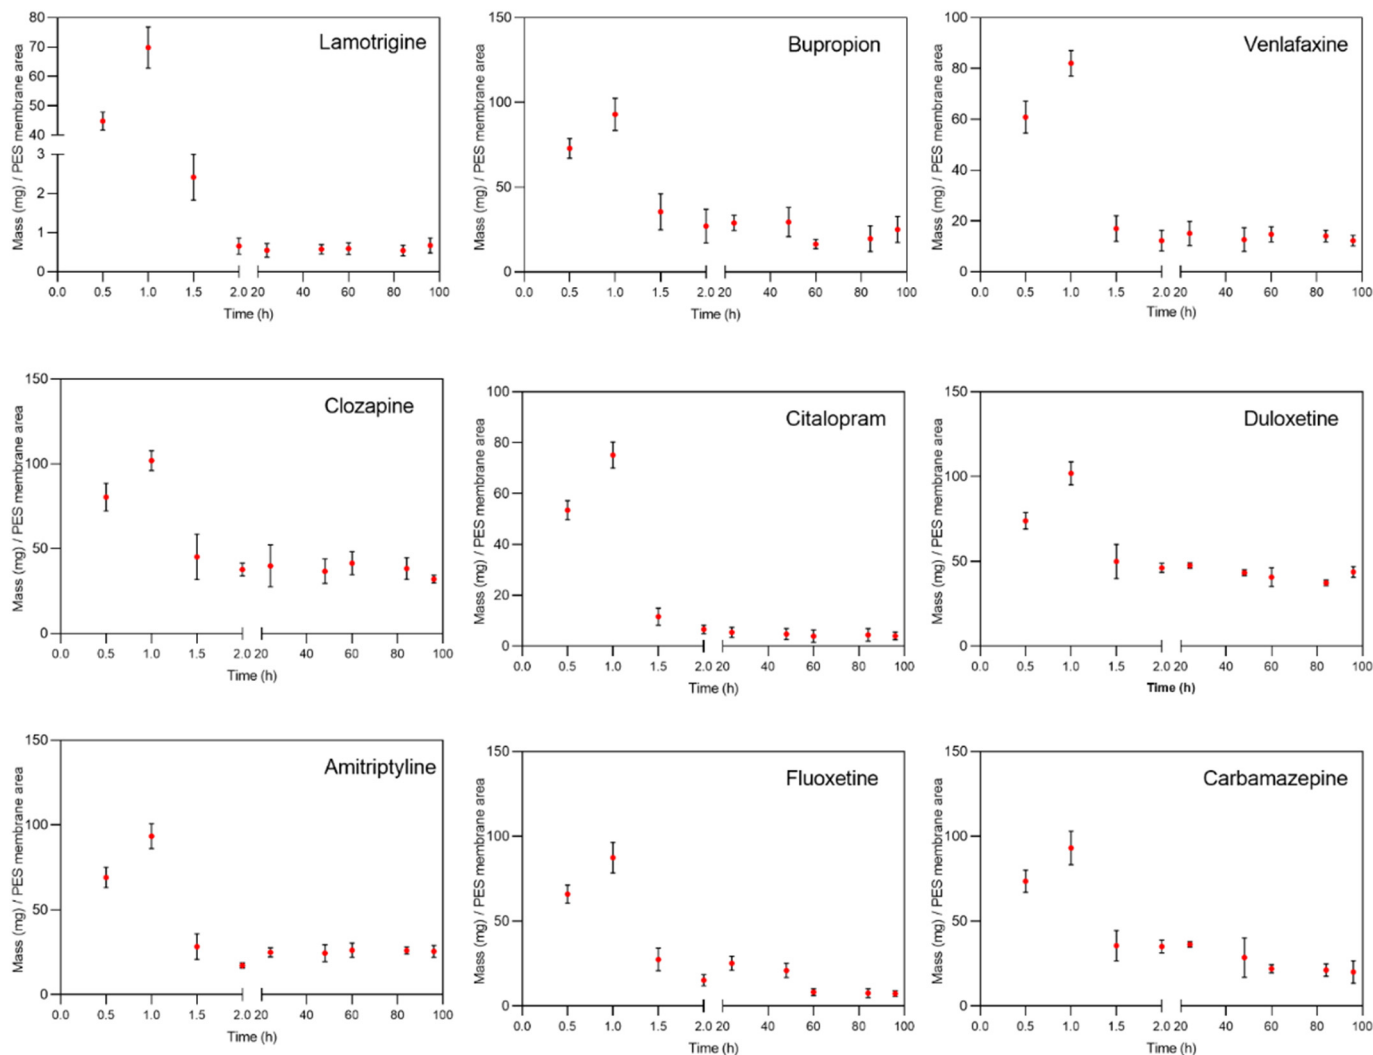 Lamotrigine
Mass (mg) / PES membrane area
80
70
60
50
40
3
2
1
0
0.0 0.5 1.0 1.5 2.0 20 40 60 80 100
Time (h)
Bupropion
Mass (mg) / PES membrane area
150
100
50
0
0.0 0.5 1.0 1.5 2.0 20 40 60 80 100
Time (h)
Venlafaxine
Mass (mg) / PES membrane area
100
80
60
40
20
0
0.0 0.5 1.0 1.5 2.0 20 40 60 80 100
Time (h)
Clozapine
Mass (mg) / PES membrane area
150
100
50
0
0.0 0.5 1.0 1.5 2.0 20 40 60 80 100
Time (h)
Citalopram
Mass (mg) / PES membrane area
100
80
60
40
20
0
0.0 0.5 1.0 1.5 2.0 20 40 60 80 100
Time (h)
Duloxetine
Mass (mg) / PES membrane area
150
100
50
0
0.0 0.5 1.0 1.5 2.0 20 40 60 80 100
Time (h)
Amitriptyline
Mass (mg) / PES membrane area
150
100
50
0
0.0 0.5 1.0 1.5 2.0 20 40 60 80 100
Time (h)
Fluoxetine
Mass (mg) / PES membrane area
150
100
50
0
0.0 0.5 1.0 1.5 2.0 20 40 60 80 100
Time (h)
Carbamazepine
Mass (mg) / PES membrane area
150
100
50
0
0.0 0.5 1.0 1.5 2.0 20 40 60 80 100
Time (h)